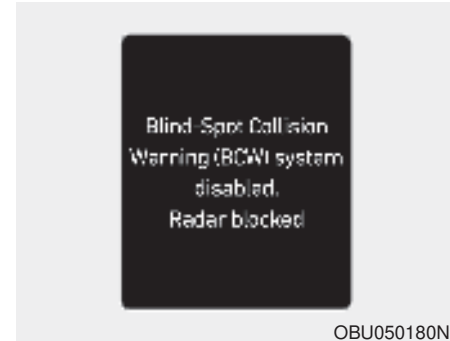 Blind-Spot Collision
Warning (BCW) system
disabled.
Radar blocked
OBU050180N